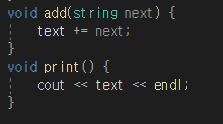 void add(string next) {
    text += next;
}
void print() {
    cout << text << endl;
}